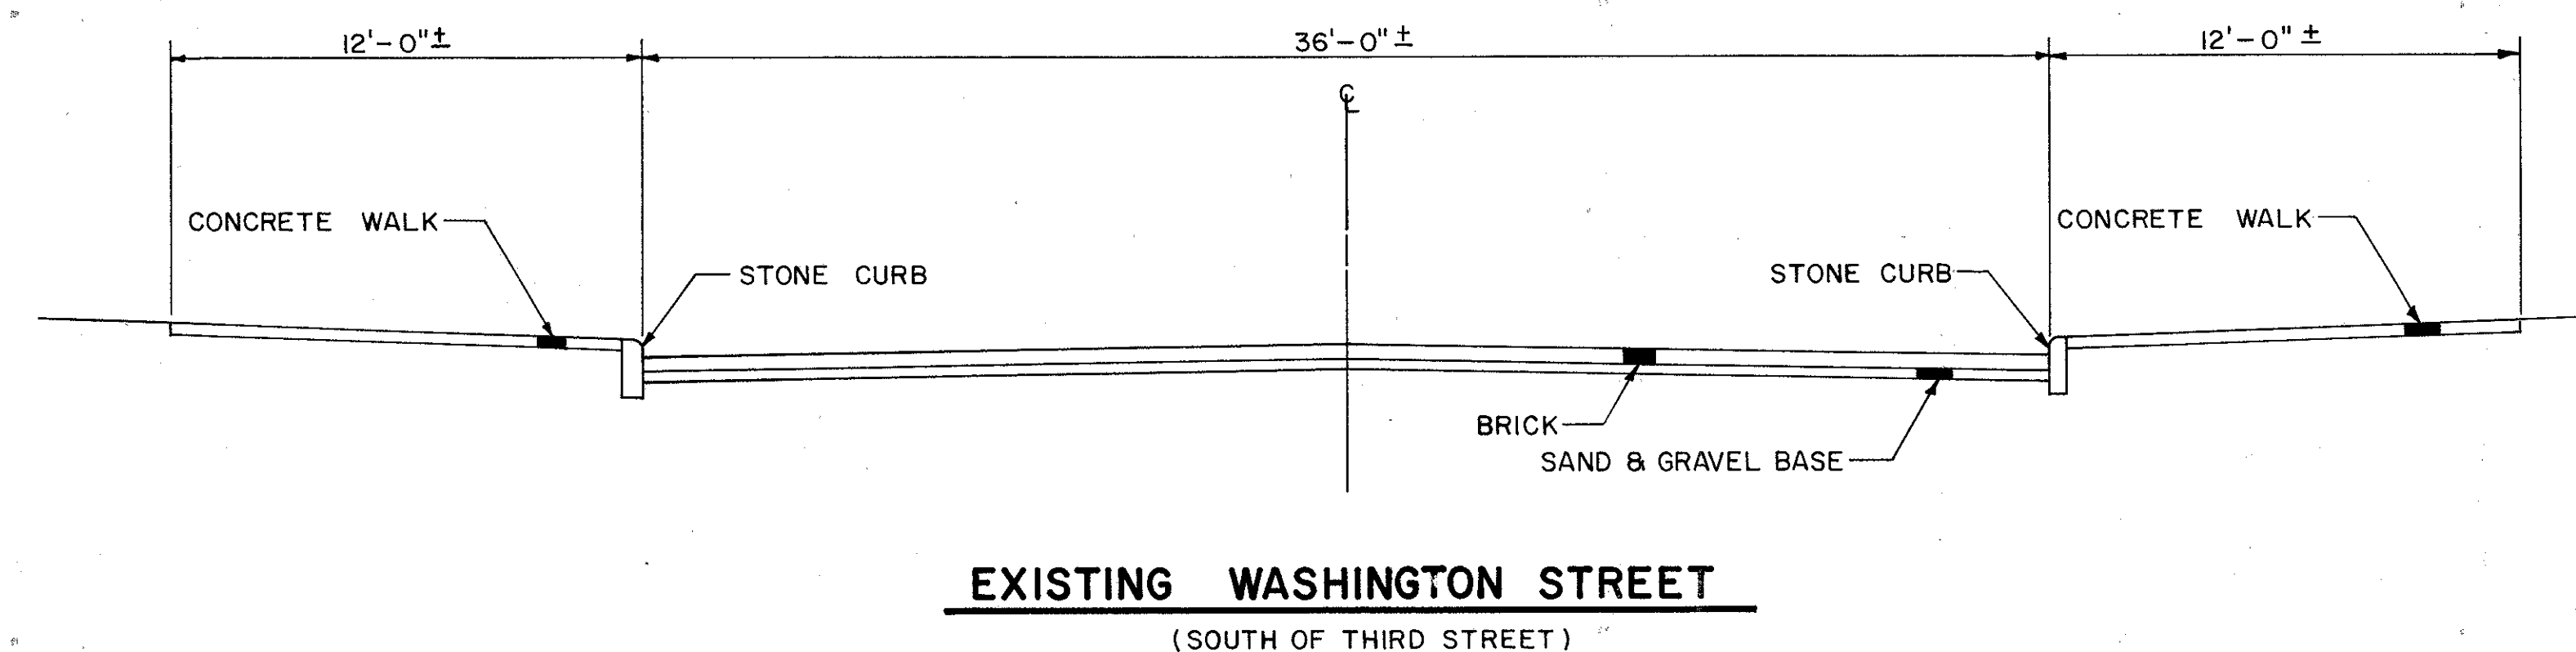 12'-0"± 36'-0"± 12'-0"±
℄
CONCRETE WALK
CONCRETE WALK
STONE CURB
STONE CURB
BRICK
SAND & GRAVEL BASE
EXISTING WASHINGTON STREET
(SOUTH OF THIRD STREET)